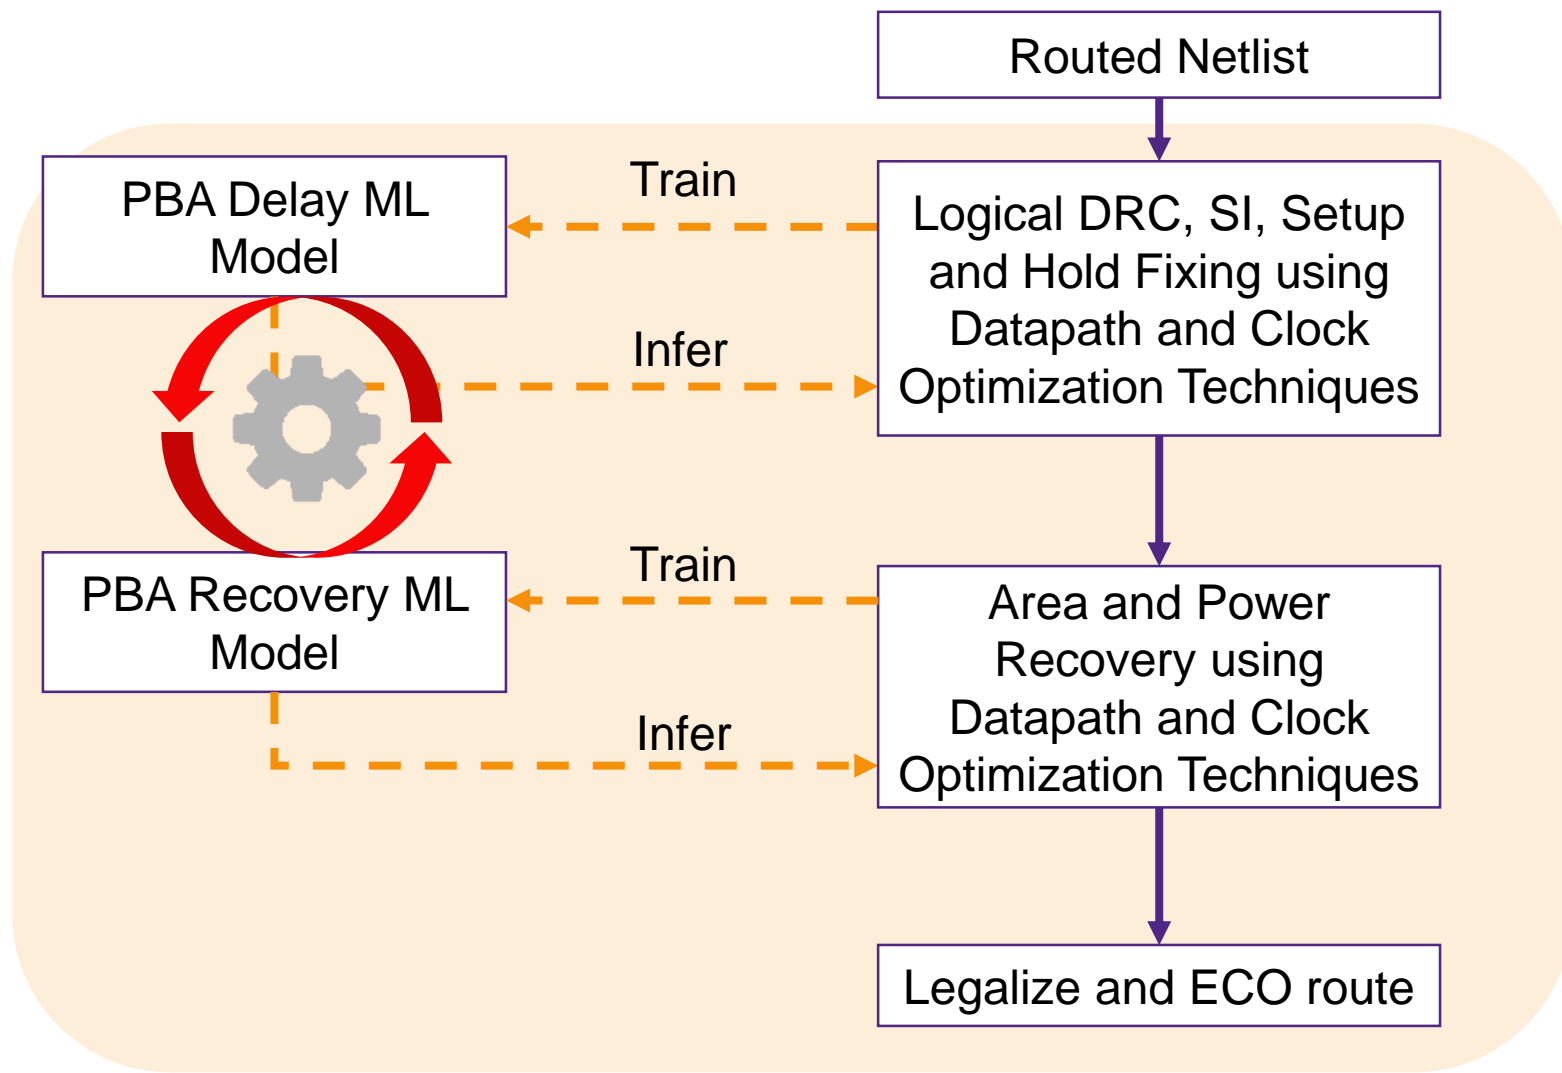 Routed Netlist
PBA Delay ML
Model
Train
Infer
Logical DRC, SI, Setup
and Hold Fixing using
Datapath and Clock
Optimization Techniques
PBA Recovery ML
Model
Train
Infer
Area and Power
Recovery using
Datapath and Clock
Optimization Techniques
Legalize and ECO route